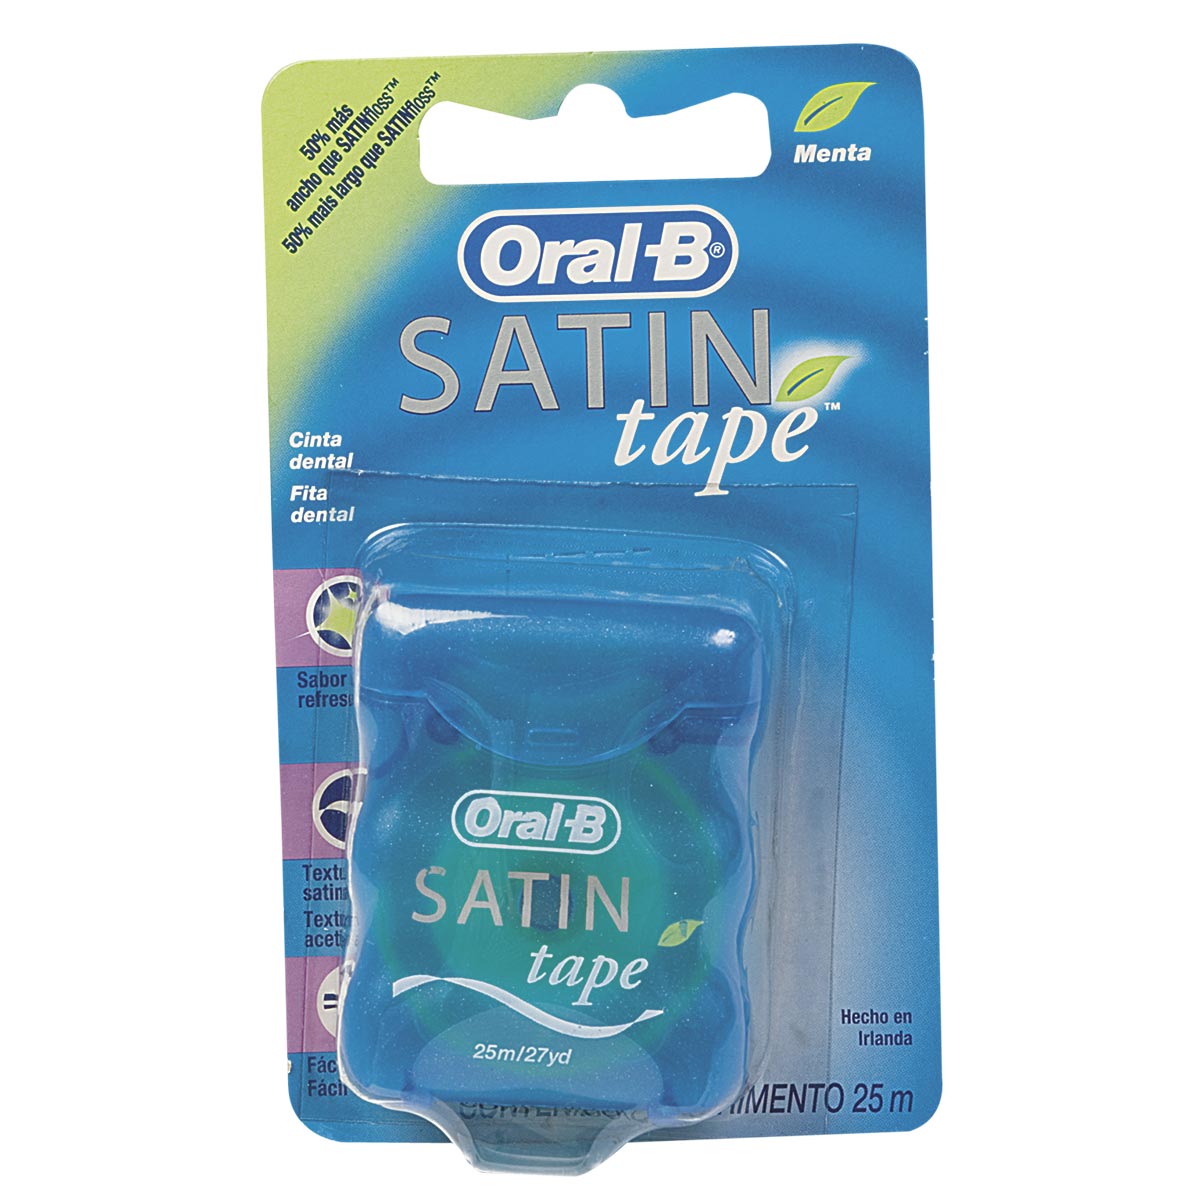 50% más
ancho que SATINfloss™
50% mais largo que SATINfloss™
Menta
Oral-B®
SATIN
tape™
Cinta
dental
Fita
dental
Sabor
Oral-B
SATIN
tape
25m/27yd
Hecho en
Irlanda
25 m